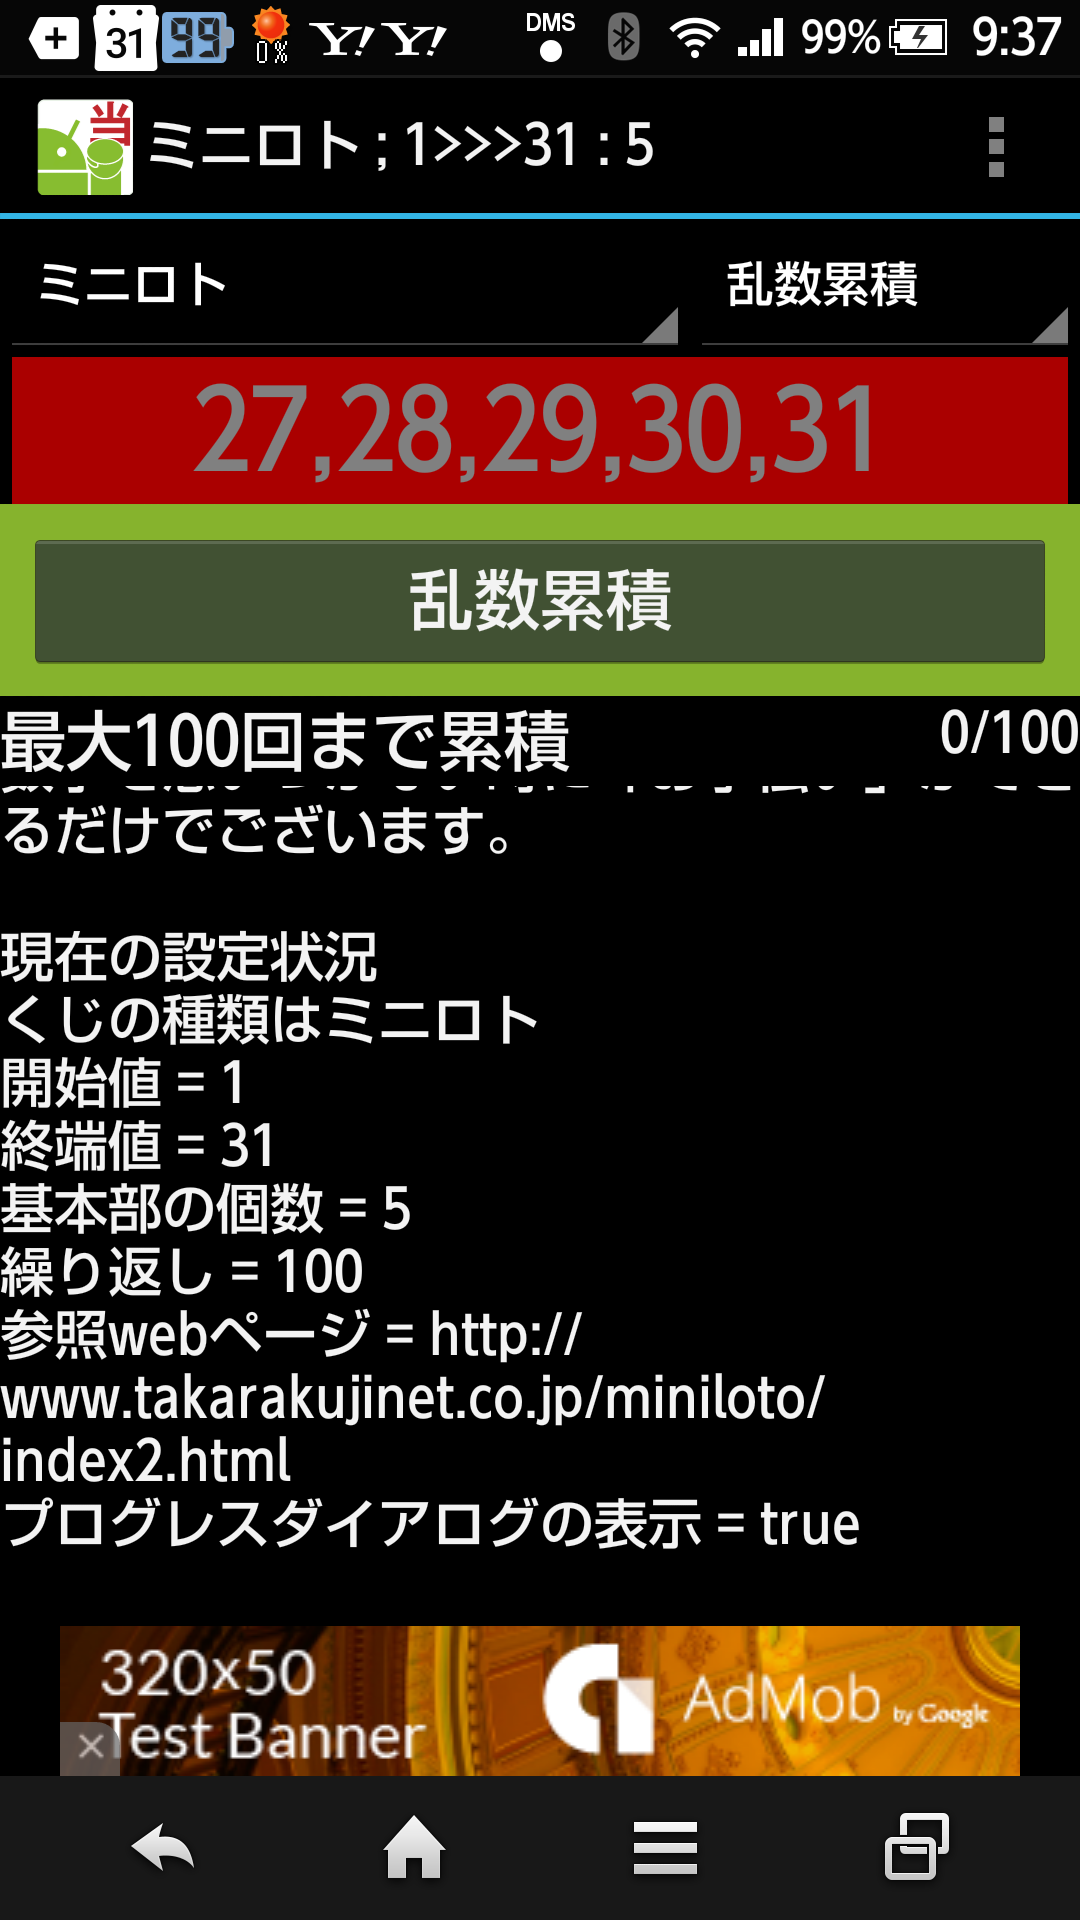 31
99
0%
Y! Y!
DMS
99%
9:37
当
ミニロト ; 1>>>31 : 5
ミニロト
乱数累積
27,28,29,30,31
乱数累積
最大100回まで累積
0/100
るだけでございます。
現在の設定状況
くじの種類はミニロト
開始値 = 1
終端値 = 31
基本部の個数 = 5
繰り返し = 100
参照webページ = http://
www.takarakujinet.co.jp/miniloto/
index2.html
プログレスダイアログの表示 = true
320x50
Test Banner
AdMob by Google